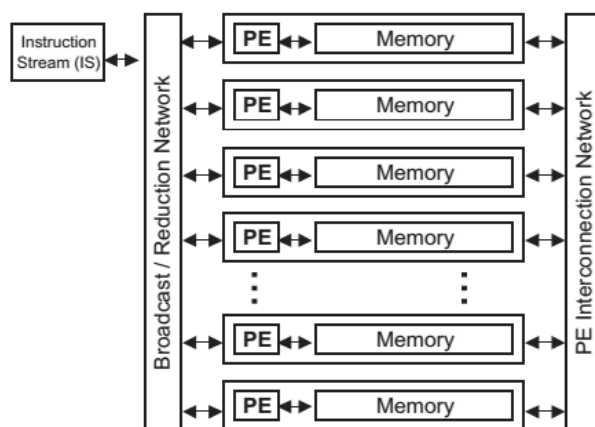 Instruction
Stream (IS)
Broadcast / Reduction Network
PE Memory
PE Memory
PE Memory
PE Memory
PE Memory
PE Memory
PE Interconnection Network